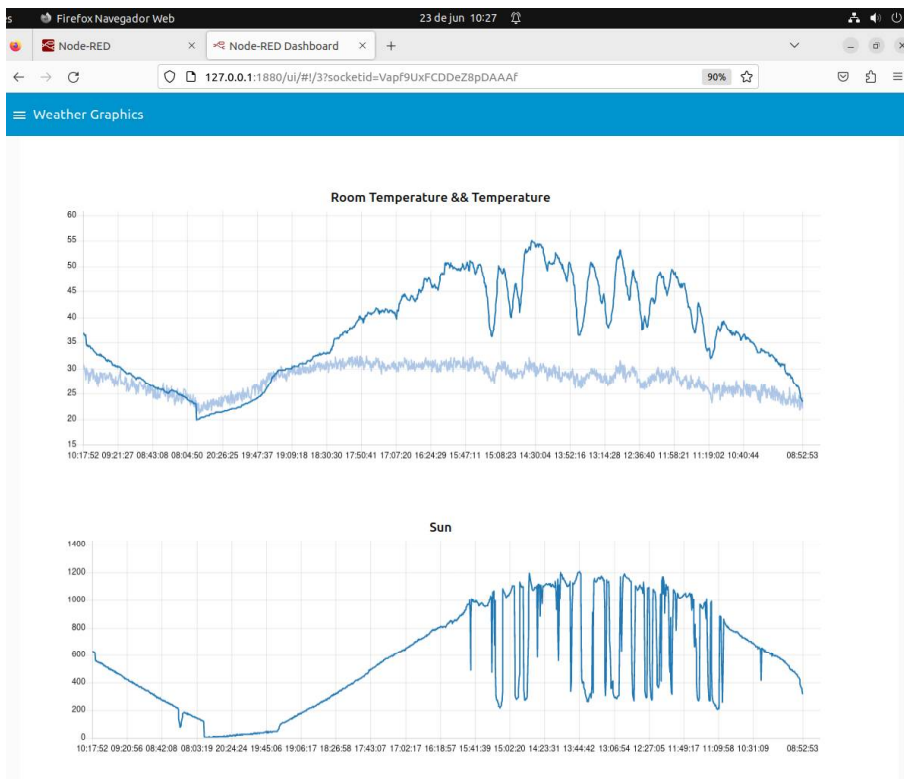 es Firefox Navegador Web 23 de jun 10:27
Node-RED × Node-RED Dashboard × +
127.0.0.1:1880/ui/#!/3?socketid=Vapf9UxFCDDeZ8pDAAAf 90%
Weather Graphics
Room Temperature && Temperature
60
55
50
45
40
35
30
25
20
15
10:17:52 09:21:27 08:43:08 08:04:50 20:26:25 19:47:37 19:09:18 18:30:30 17:50:41 17:07:20 16:24:29 15:47:11 15:08:23 14:30:04 13:52:16 13:14:28 12:36:40 11:58:21 11:19:02 10:40:44 08:52:53
Sun
1400
1200
1000
800
600
400
200
0
10:17:52 09:20:56 08:42:08 08:03:19 20:24:24 19:45:06 19:06:17 18:26:58 17:43:07 17:02:17 16:18:57 15:41:39 15:02:20 14:23:31 13:44:42 13:06:54 12:27:05 11:49:17 11:09:58 10:31:09 08:52:53